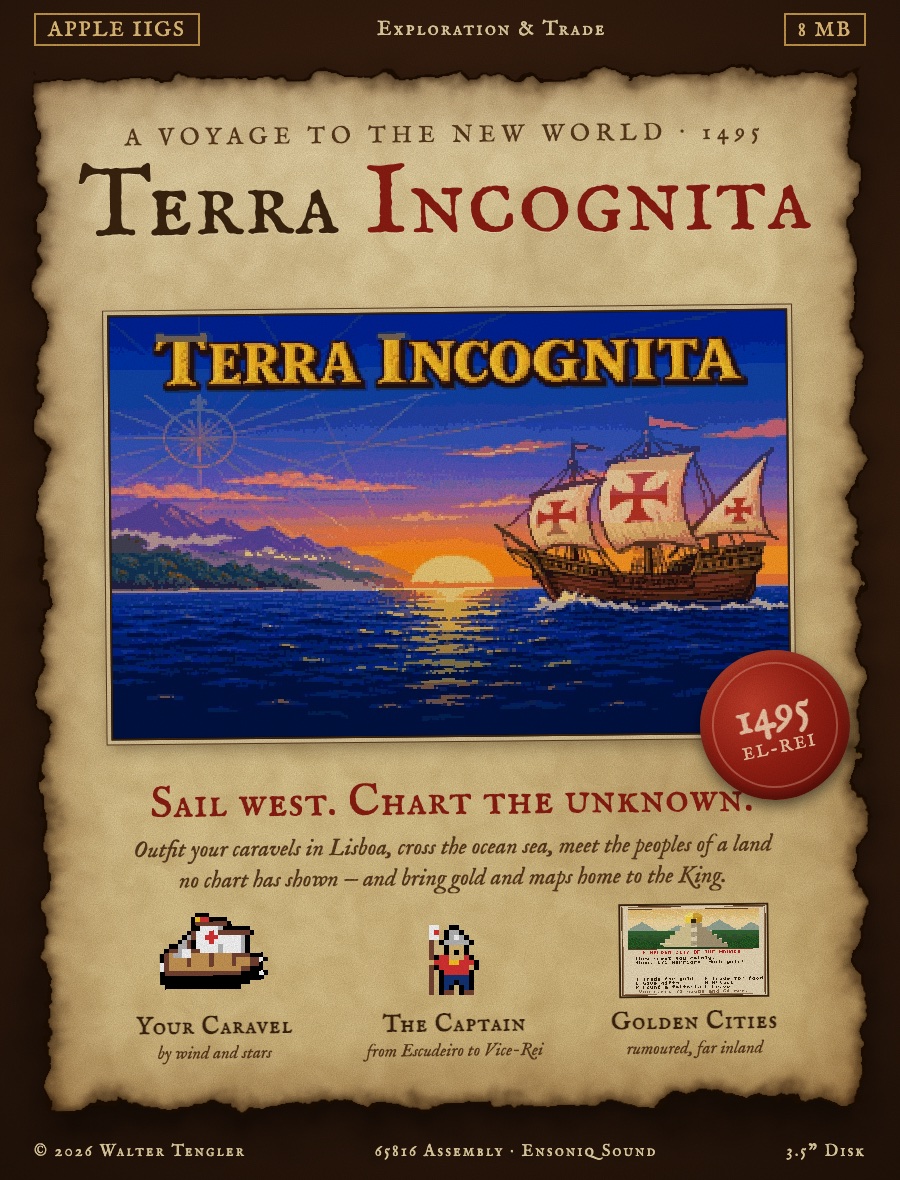 APPLE IIGS
Exploration & Trade
8 MB
A VOYAGE TO THE NEW WORLD · 1495
Terra Incognita
Terra Incognita
1495
EL-REI
Sail west. Chart the unknown.
Outfit your caravels in Lisboa, cross the ocean sea, meet the peoples of a land
no chart has shown — and bring gold and maps home to the King.
Your Caravel
by wind and stars
The Captain
from Escudeiro to Vice-Rei
Golden Cities
rumoured, far inland
© 2026 Walter Tengler
65816 Assembly · Ensoniq Sound
3.5” Disk